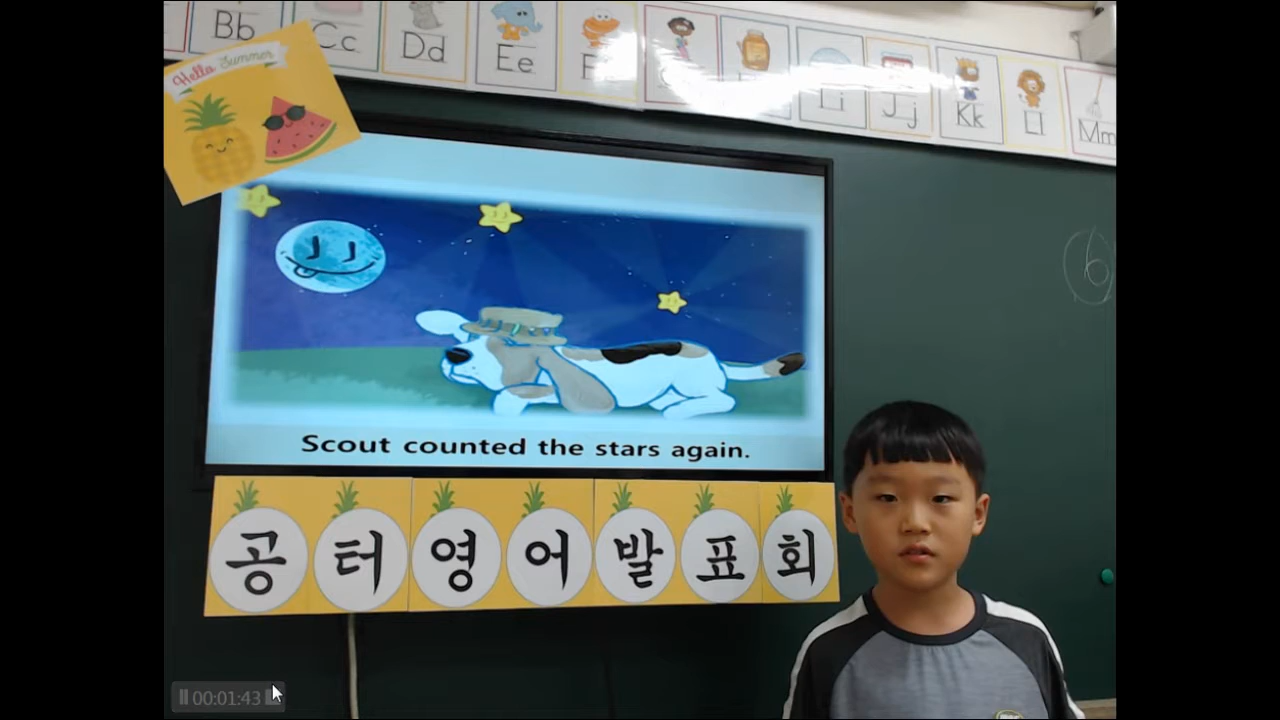 Bb Cc Dd Ee F Ii Jj Kk Ll Mm
Hello Summer
6
Scout counted the stars again.
공터영어발표회
00:01:43